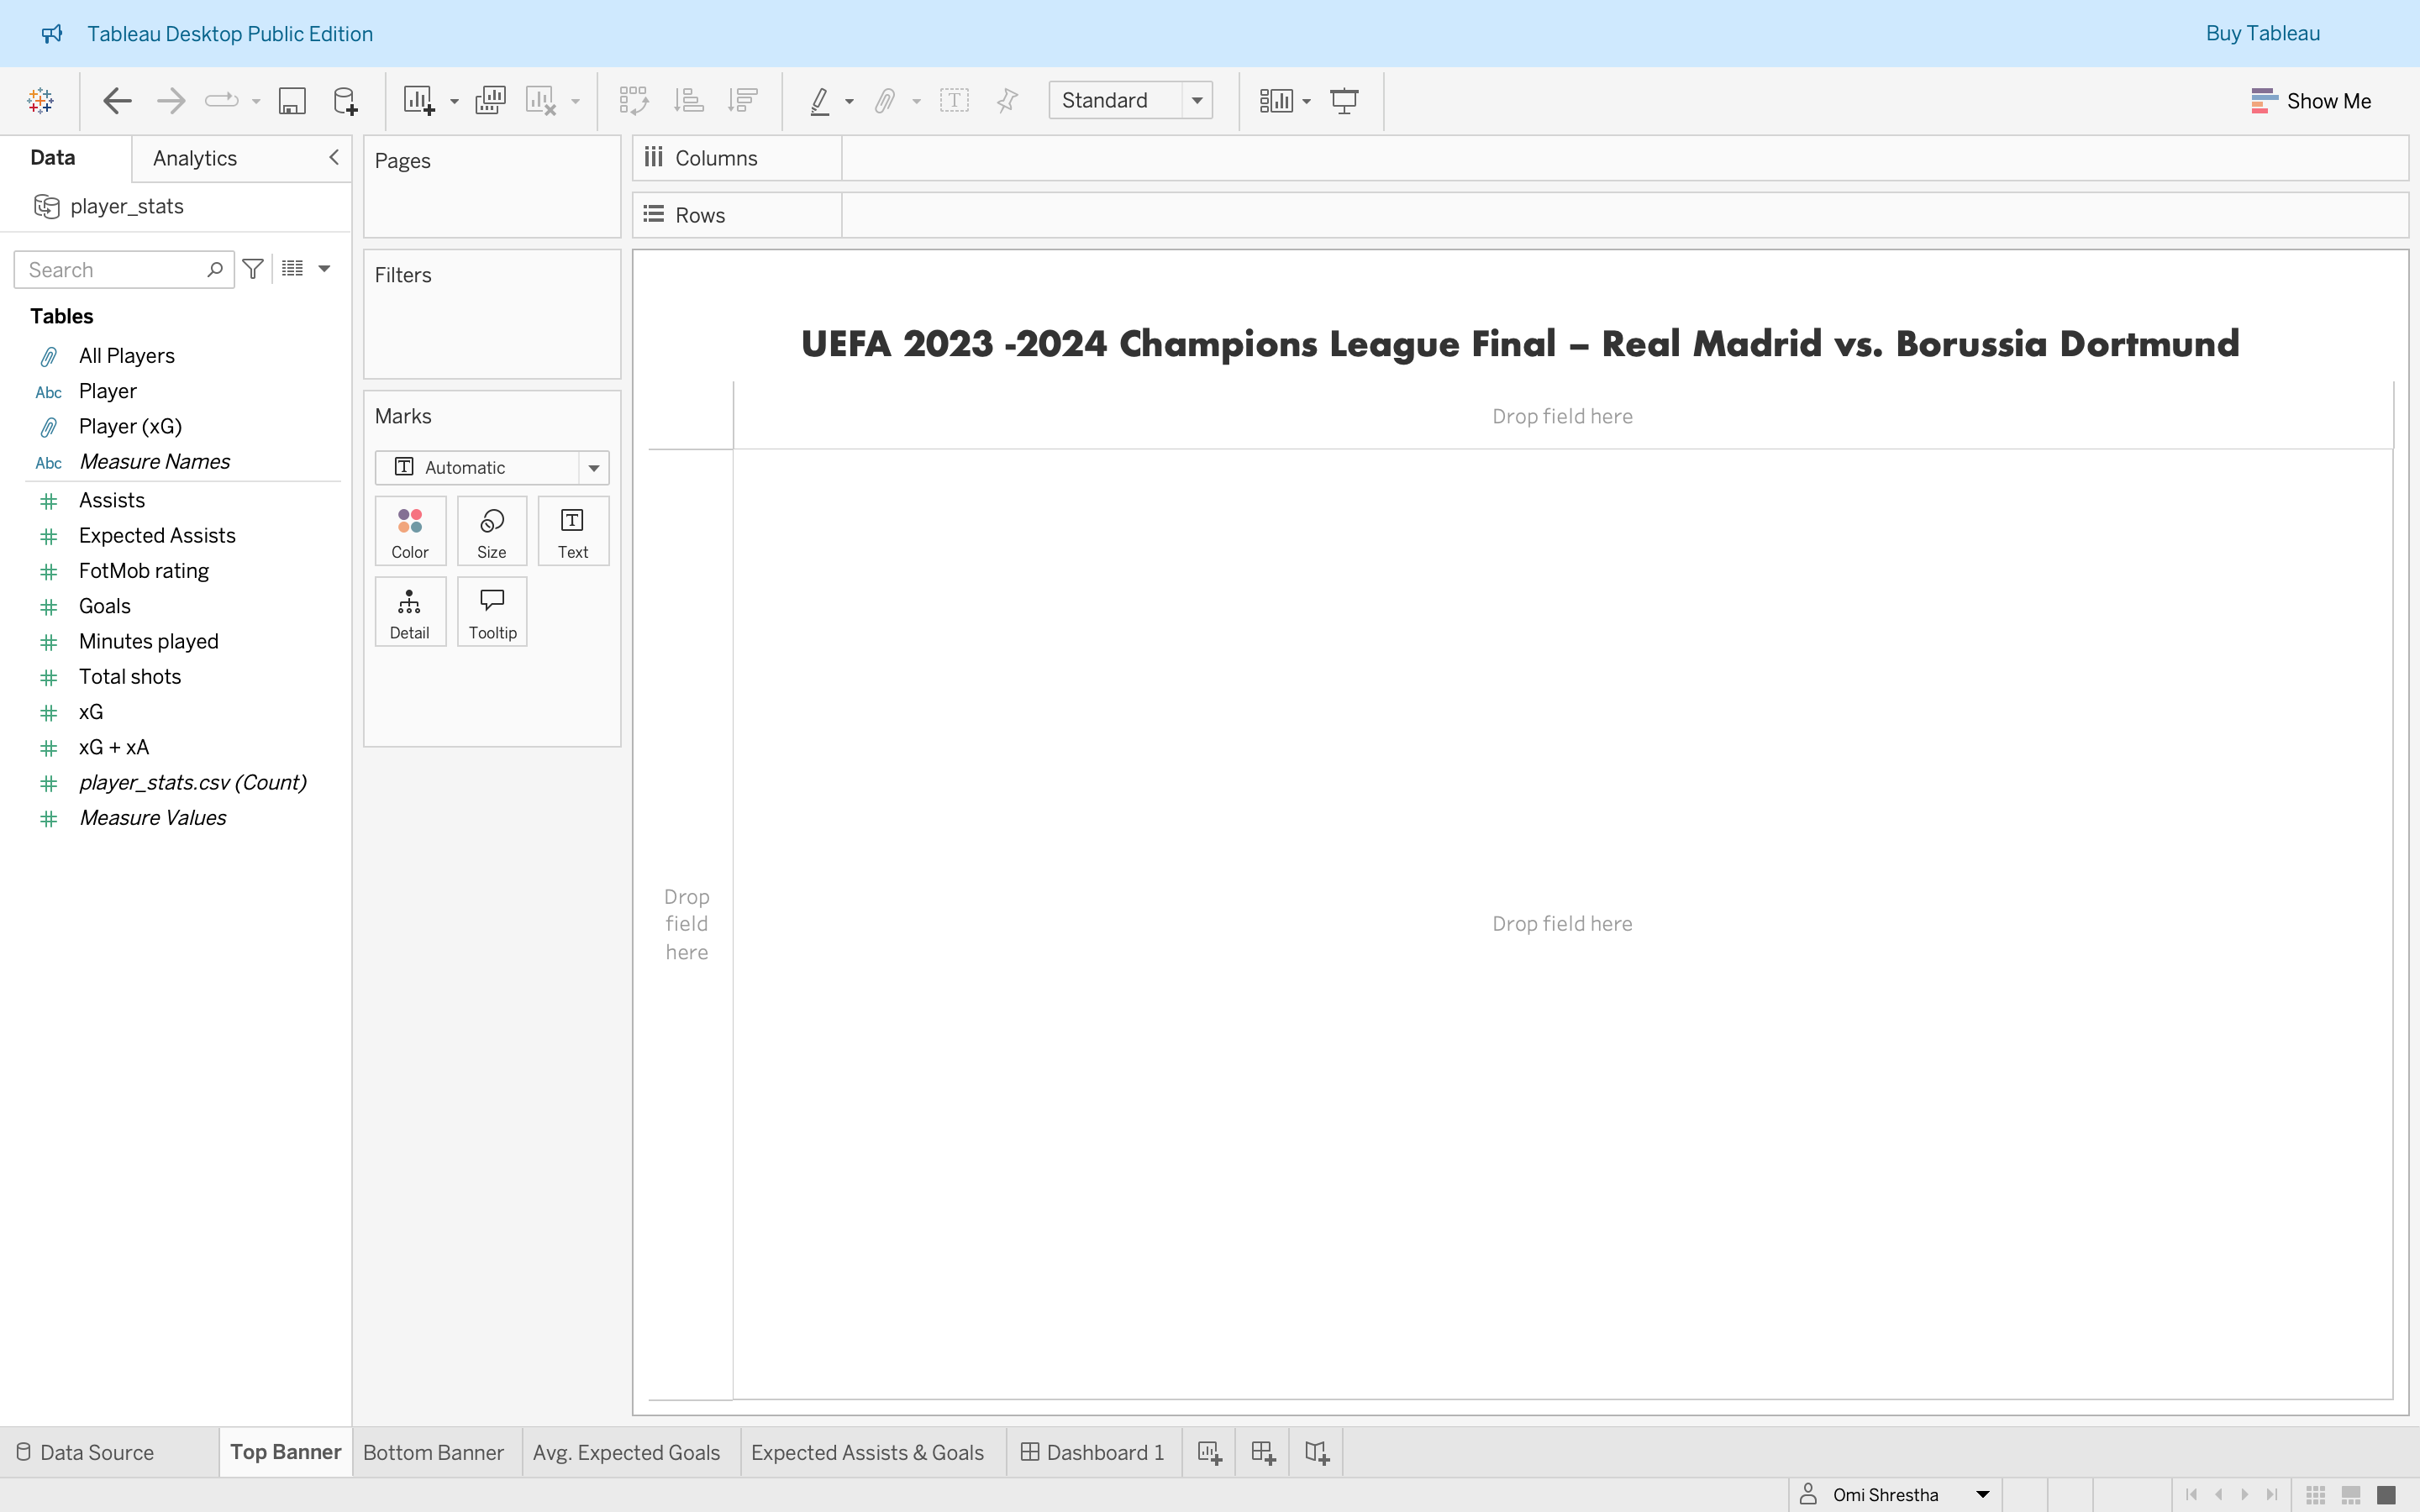 Tableau Desktop Public Edition
Buy Tableau
Standard
Show Me
Data
Analytics
player_stats
Search
Tables
All Players
Abc Player
Player (xG)
Abc Measure Names
Assists
Expected Assists
FotMob rating
Goals
Minutes played
Total shots
xG
xG + xA
player_stats.csv (Count)
Measure Values
Pages
Filters
Marks
Automatic
Color
Size
Text
Detail
Tooltip
Columns
Rows
UEFA 2023 -2024 Champions League Final – Real Madrid vs. Borussia Dortmund
Drop field here
Drop
field
here
Drop field here
Data Source
Top Banner
Bottom Banner
Avg. Expected Goals
Expected Assists & Goals
Dashboard 1
Omi Shrestha